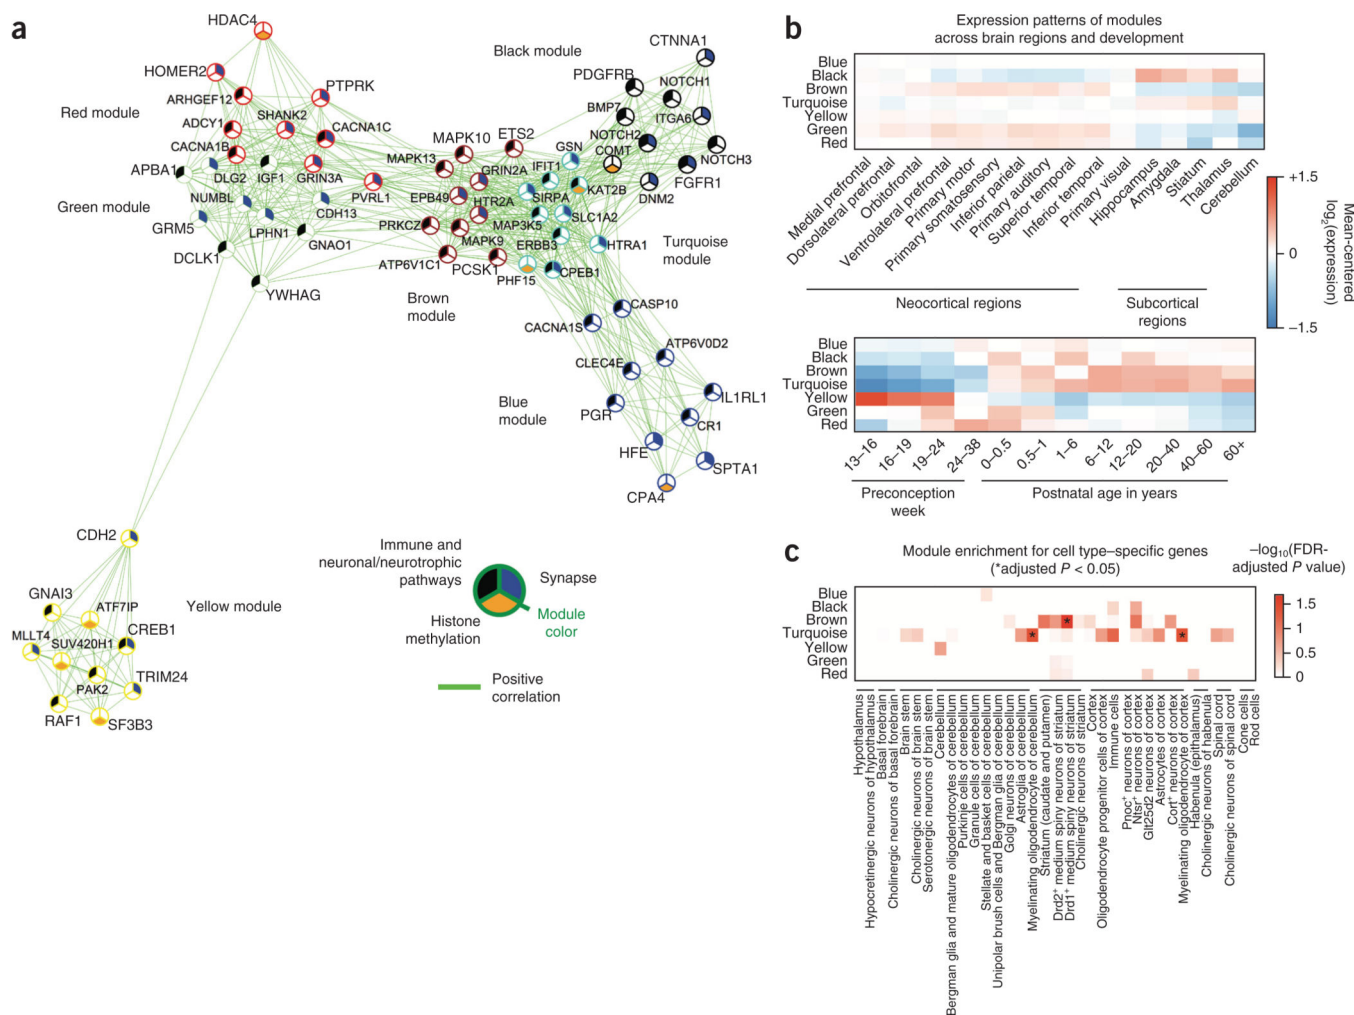 a
HDAC4
HOMER2
PTPRK
ARHGEF12
Red module
SHANK2
ADCY1
CACNA1C
CACNA1B
APBA1
DLG2
IGF1
GRIN3A
NUMBL
Green module
CDH13
PVRL1
GRM5
LPHN1
GNAO1
DCLK1
YWHAG
Black module
CTNNA1
PDGFRB
NOTCH1
BMP7
ITGA6
NOTCH2
COMT
NOTCH3
FGFR1
DNM2
MAPK10
ETS2
GSN
MAPK13
GRIN2A
IFIT1
KAT2B
EPB49
SIRPA
HTR2A
SLC1A2
PRKCZ
MAP3K5
MAPK9
ERBB3
HTRA1
Turquoise
module
ATP6V1C1
PCSK1
PHF15
CPEB1
Brown
module
CASP10
CACNA1S
ATP6V0D2
CLEC4E
Blue
module
IL1RL1
PGR
CR1
HFE
SPTA1
CPA4
CDH2
GNAI3
ATF7IP
Yellow module
MLLT4
SUV420H1
CREB1
PAK2
TRIM24
RAF1
SF3B3
Immune and
neuronal/neurotrophic
pathways
Synapse
Histone
methylation
Module
color
Positive
correlation
b
Expression patterns of modules
across brain regions and development
Blue
Black
Brown
Turquoise
Yellow
Green
Red
Medial prefrontal
Dorsolateral prefrontal
Orbitofrontal
Ventrolateral prefrontal
Primary motor
Primary somatosensory
Inferior parietal
Primary auditory
Superior temporal
Inferior temporal
Primary visual
Hippocampus
Amygdala
Stiatum
Thalamus
Cerebellum
Neocortical regions
Subcortical
regions
+1.5
0
–1.5
Mean-centered
log2(expression)
Blue
Black
Brown
Turquoise
Yellow
Green
Red
13–16
16–19
19–24
24–38
0–0.5
0.5–1
1–6
6–12
12–20
20–40
40–60
60+
Preconception
week
Postnatal age in years
c
Module enrichment for cell type–specific genes
(*adjusted P < 0.05)
–log10(FDR-
adjusted P value)
Blue
Black
Brown
Turquoise
Yellow
Green
Red
*
*
*
1.5
1
0.5
0
Hypothalamus
Hypocretinergic neurons of hypothalamus
Basal forebrain
Cholinergic neurons of basal forebrain
Brain stem
Cholinergic neurons of brain stem
Serotonergic neurons of brain stem
Cerebellum
Bergman glia and mature oligodendrocytes of cerebellum
Purkinje cells of cerebellum
Granule cells of cerebellum
Stellate and basket cells of cerebellum
Unipolar brush cells and Bergman glia of cerebellum
Golgi neurons of cerebellum
Astroglia of cerebellum
Myelinating oligodendrocyte of cerebellum
Striatum (caudate and putamen)
Drd2+ medium spiny neurons of striatum
Drd1+ medium spiny neurons of striatum
Cholinergic neurons of striatum
Cortex
Oligodendrocyte progenitor cells of cortex
Immune cells
Pnoc+ neurons of cortex
Ntsr+ neurons of cortex
Glt25d2 neurons of cortex
Astrocytes of cortex
Cort+ neurons of cortex
Myelinating oligodendrocyte of cortex
Habenula (epithalamus)
Cholinergic neurons of habenula
Spinal cord
Cholinergic neurons of spinal cord
Cone cells
Rod cells